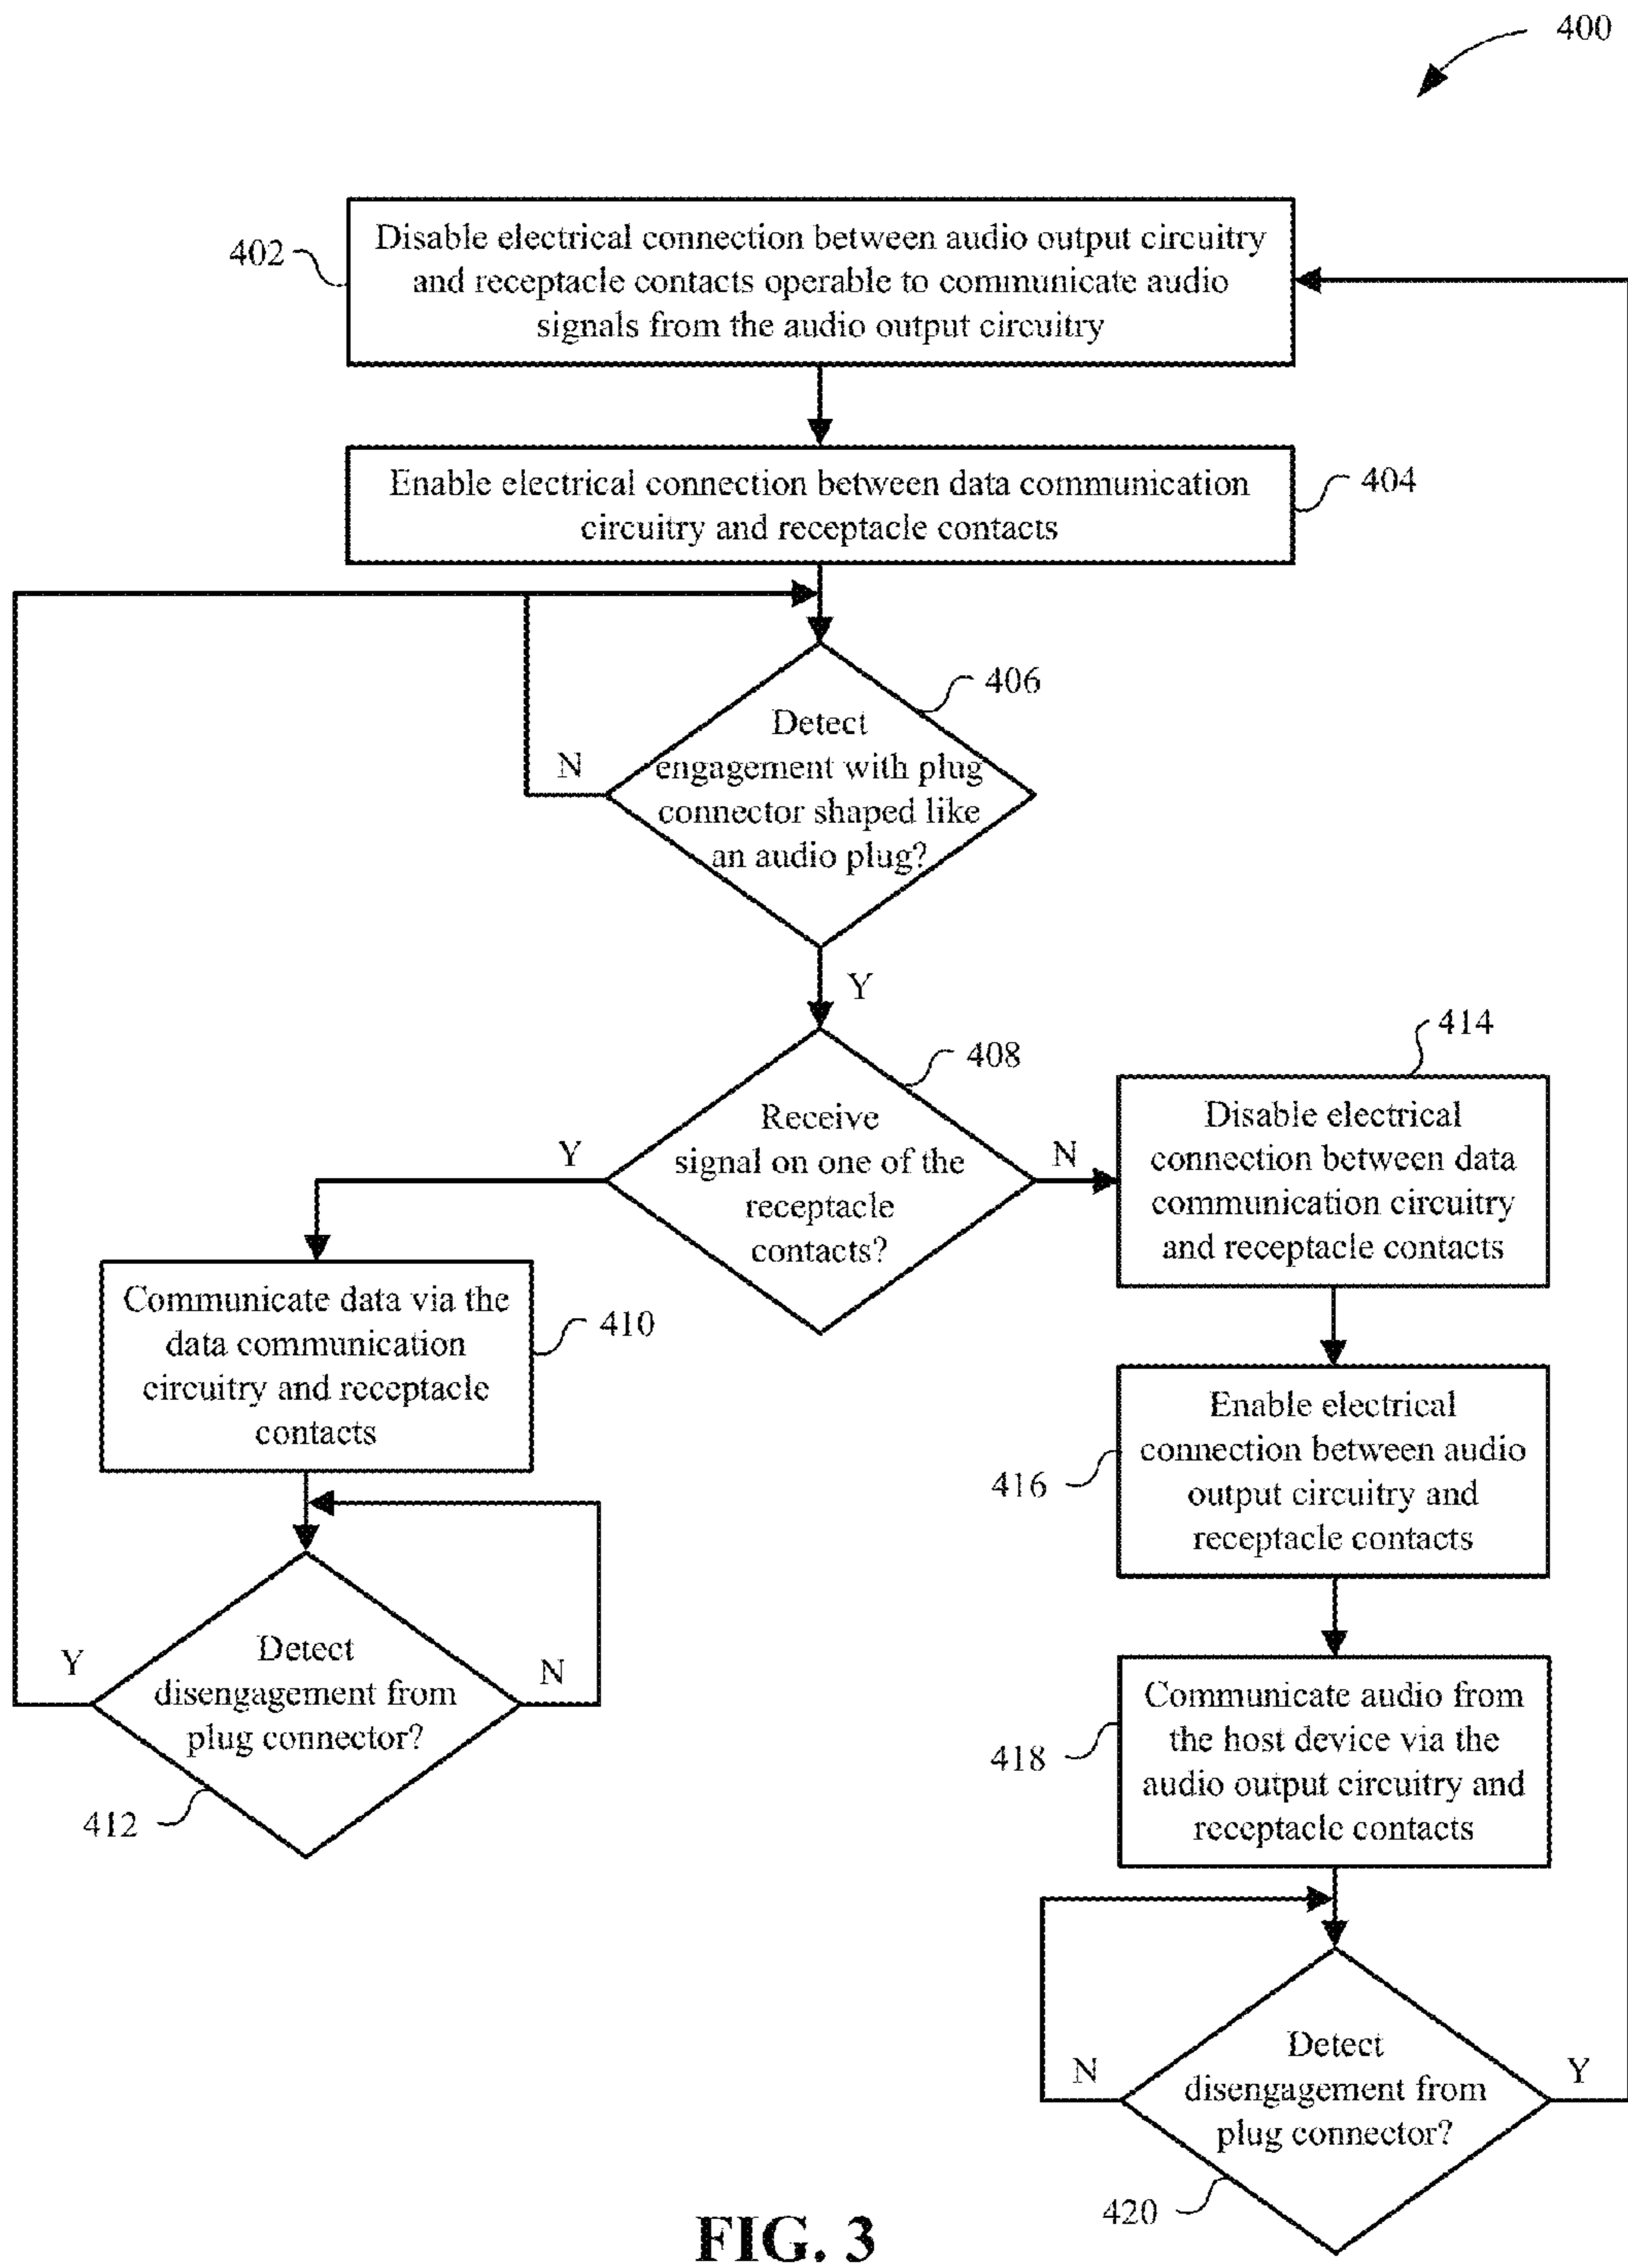 400
402
Disable electrical connection between audio output circuitry
and receptacle contacts operable to communicate audio
signals from the audio output circuitry
Enable electrical connection between data communication
circuitry and receptacle contacts
404
406
Detect
engagement with plug
connector shaped like
an audio plug?
N
Y
408
Receive
signal on one of the
receptacle
contacts?
Y
N
414
Disable electrical
connection between data
communication circuitry
and receptacle contacts
Communicate data via the
data communication
circuitry and receptacle
contacts
410
Enable electrical
connection between audio
output circuitry and
receptacle contacts
416
Detect
disengagement from
plug connector?
Y
N
412
Communicate audio from
the host device via the
audio output circuitry and
receptacle contacts
418
Detect
disengagement from
plug connector?
N
Y
420
FIG. 3